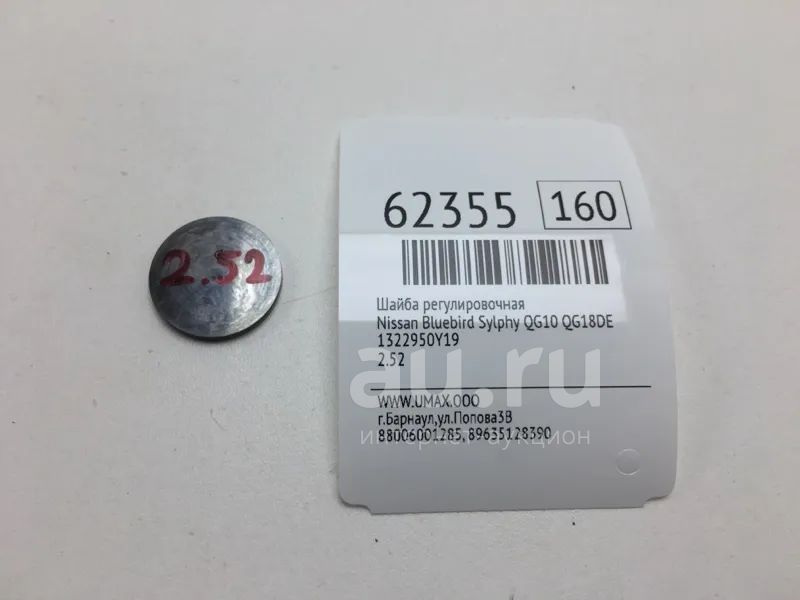 2.52
62355 160
Шайба регулировочная
Nissan Bluebird Sylphy QG10 QG18DE
1322950Y19
2.52
au.ru
интернет-аукцион
WWW.UMAX.OOO
г.Барнаул,ул.Попова3В
88006001285, 89635128390